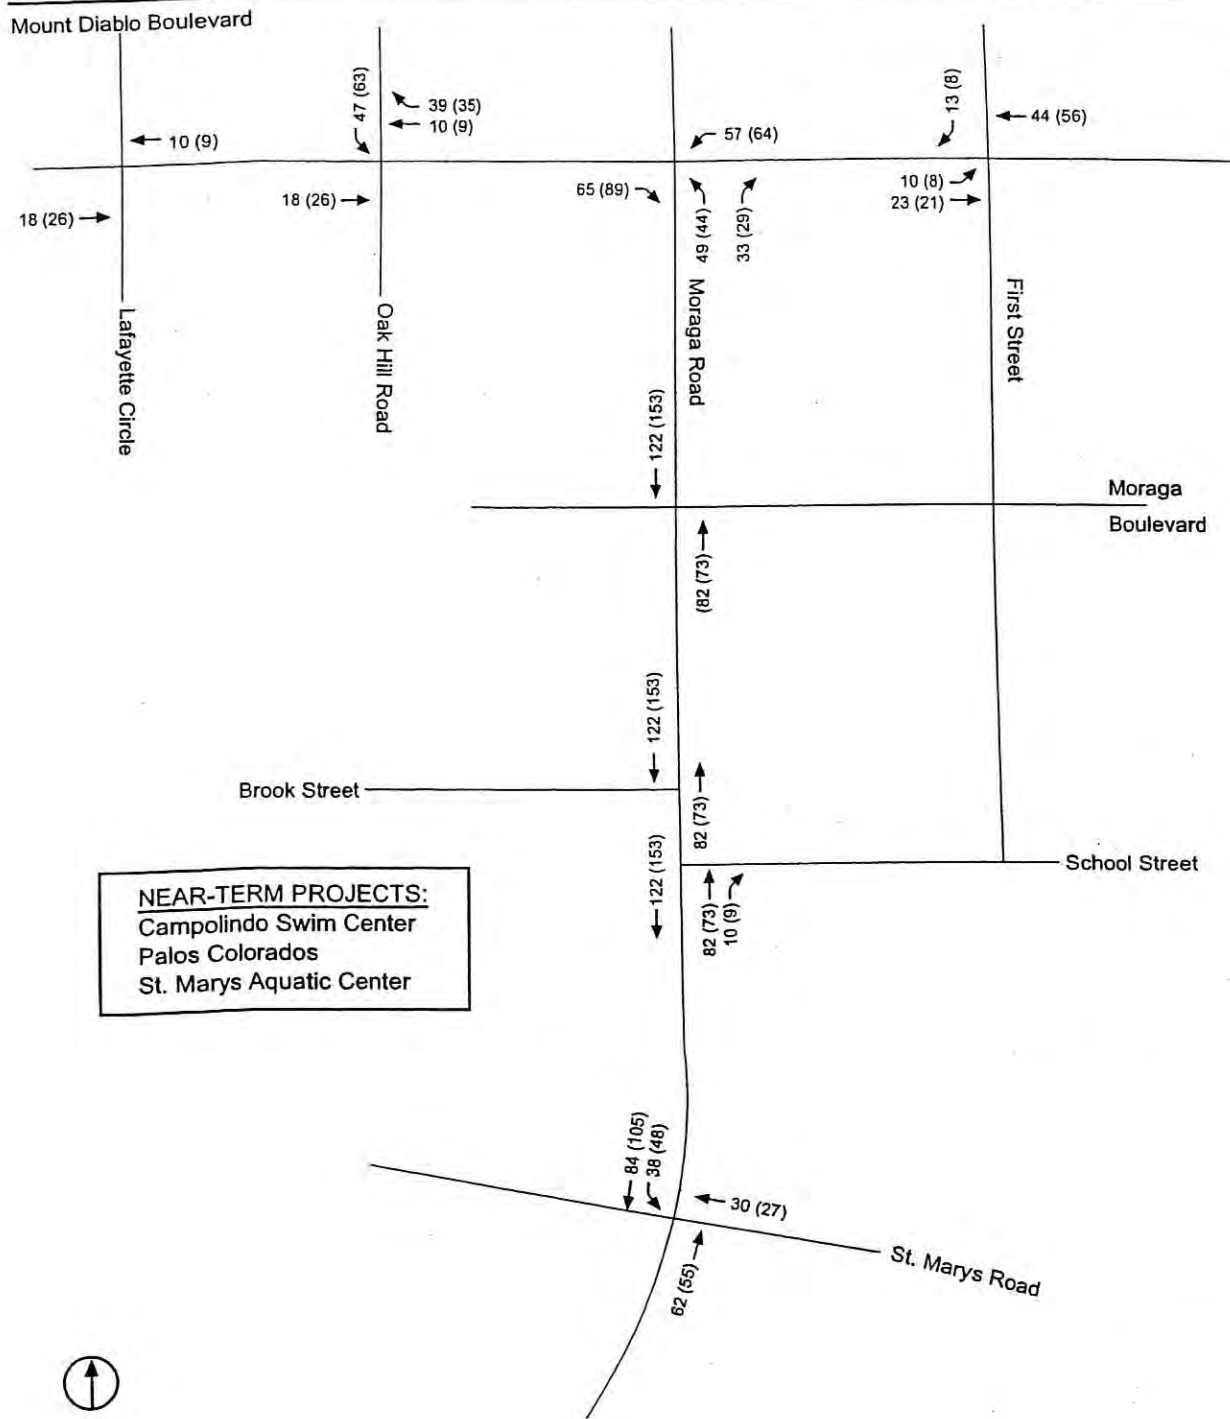 Mount Diablo Boulevard
47 (63)
39 (35)
10 (9)
10 (9)
57 (64)
13 (8)
44 (56)
18 (26)
18 (26)
65 (89)
49 (44)
33 (29)
10 (8)
23 (21)
Lafayette Circle
Oak Hill Road
Moraga Road
First Street
122 (153)
Moraga
Boulevard
(82 (73)
122 (153)
Brook Street
82 (73)
122 (153)
School Street
82 (73)
10 (9)
NEAR-TERM PROJECTS:
Campolindo Swim Center
Palos Colorados
St. Marys Aquatic Center
84 (105)
38 (48)
30 (27)
62 (55)
St. Marys Road